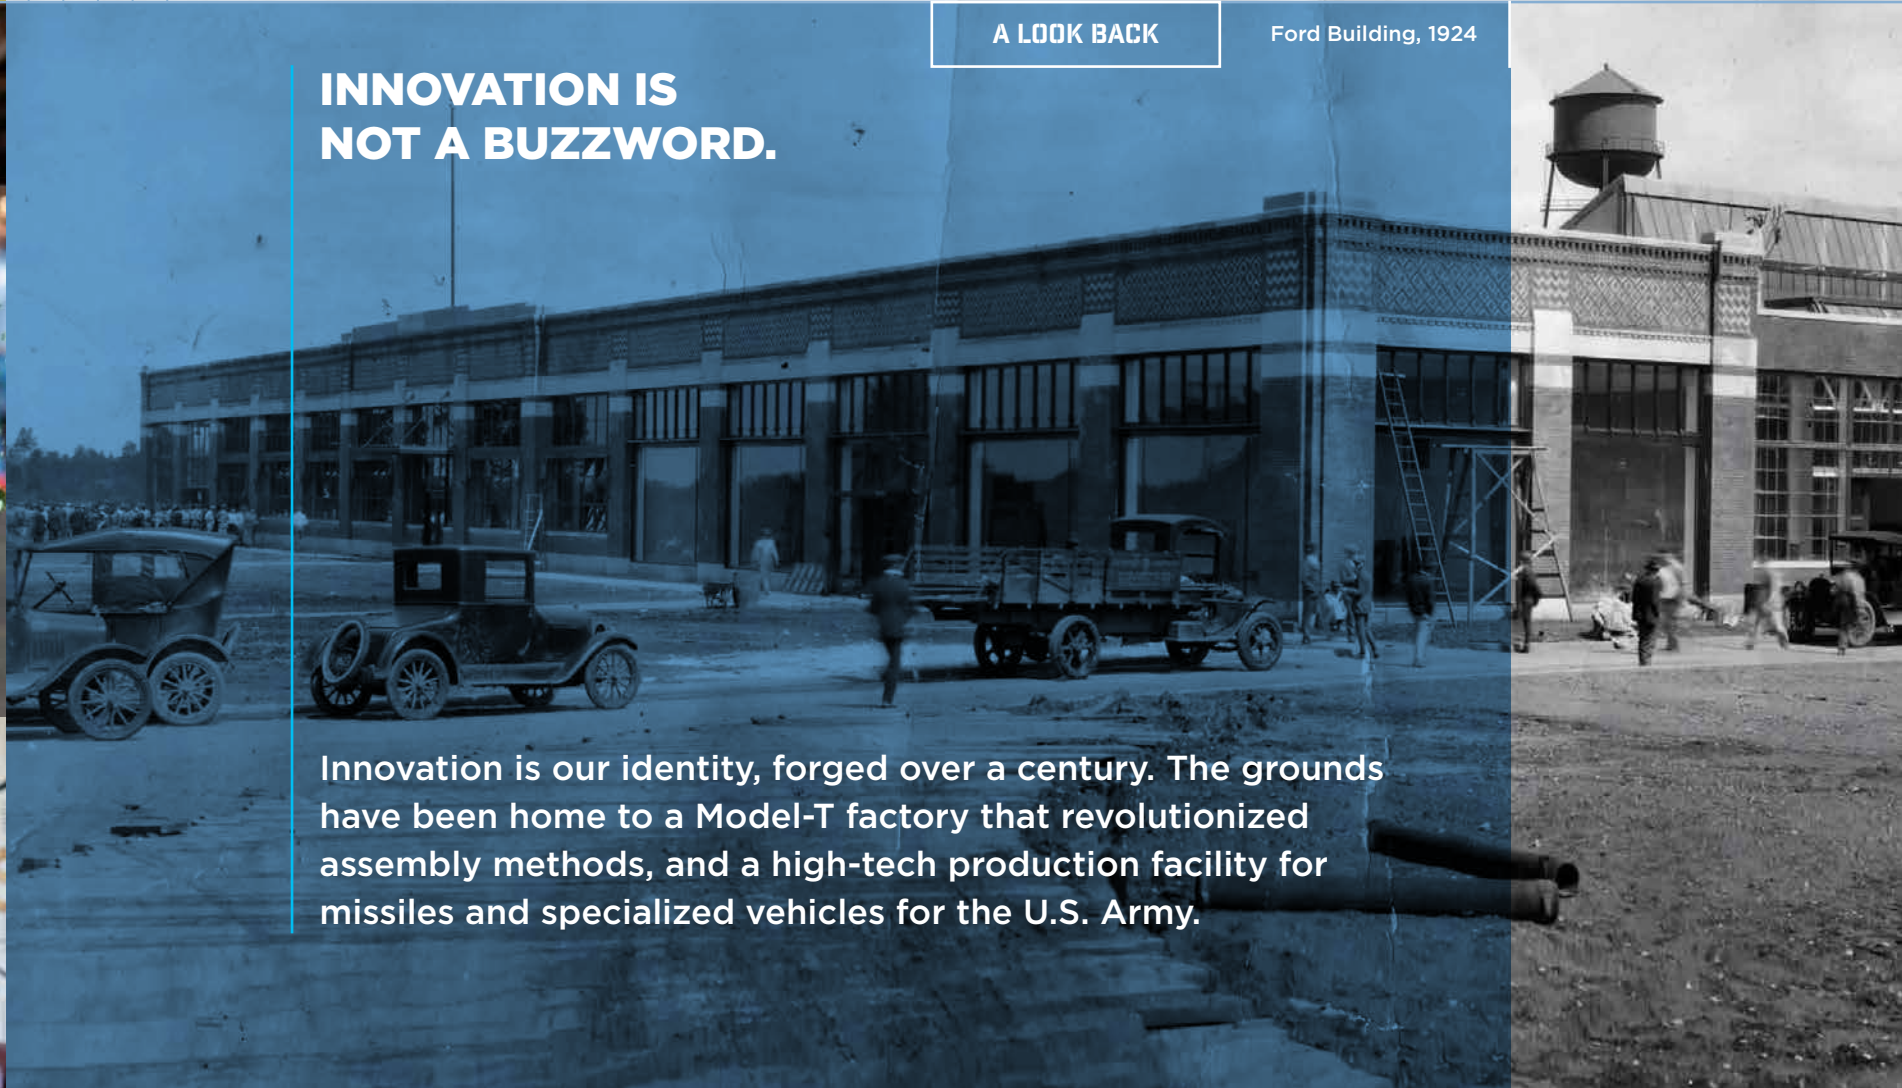 A LOOK BACK
Ford Building, 1924
INNOVATION IS
NOT A BUZZWORD.
Innovation is our identity, forged over a century. The grounds
have been home to a Model-T factory that revolutionized
assembly methods, and a high-tech production facility for
missiles and specialized vehicles for the U.S. Army.